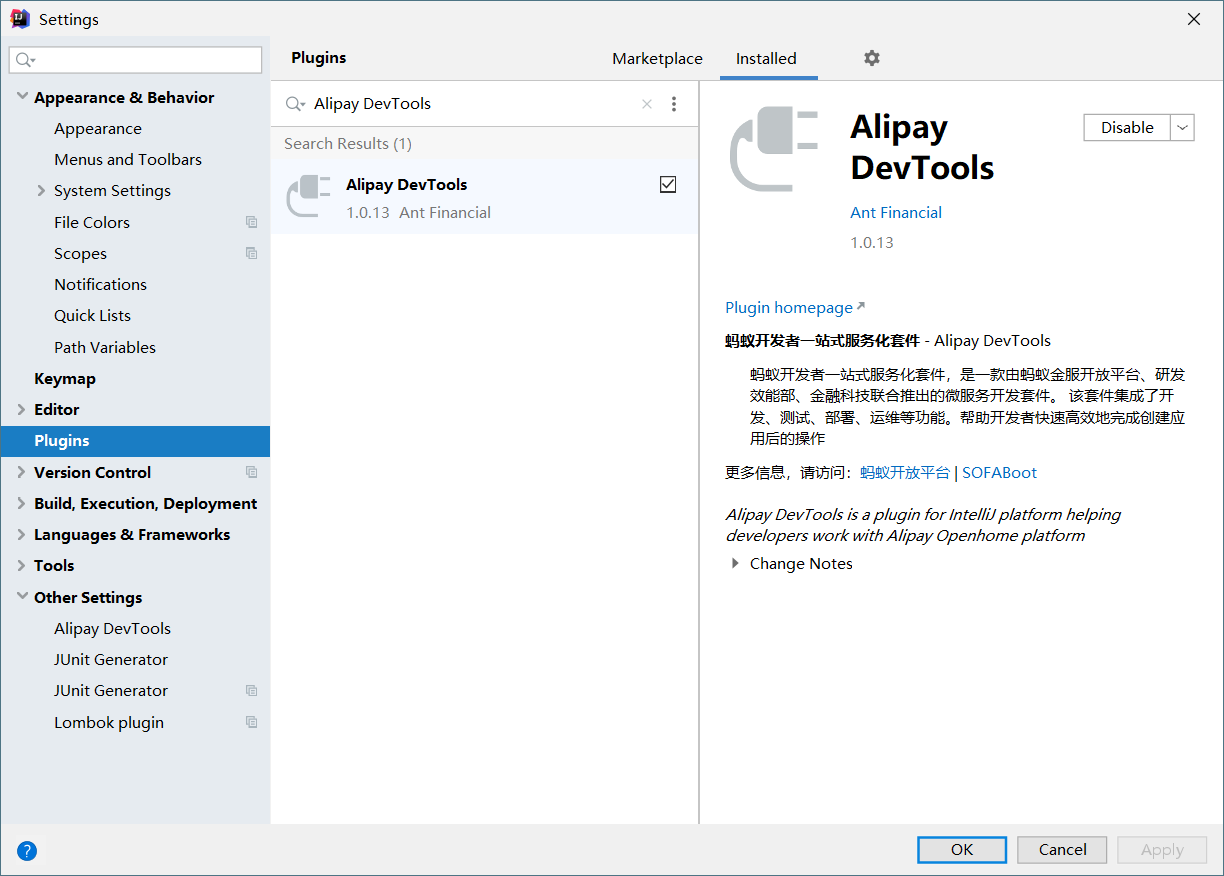 Settings
Appearance & Behavior
Appearance
Menus and Toolbars
System Settings
File Colors
Scopes
Notifications
Quick Lists
Path Variables
Keymap
Editor
Plugins
Version Control
Build, Execution, Deployment
Languages & Frameworks
Tools
Other Settings
Alipay DevTools
JUnit Generator
JUnit Generator
Lombok plugin
Plugins
Marketplace
Installed
Alipay DevTools
Search Results (1)
Alipay DevTools
1.0.13 Ant Financial
Alipay
DevTools
Disable
Ant Financial
1.0.13
Plugin homepage
蚂蚁开发者一站式服务化套件 - Alipay DevTools
蚂蚁开发者一站式服务化套件，是一款由蚂蚁金服开放平台、研发
效能部、金融科技联合推出的微服务开发套件。 该套件集成了开
发、测试、部署、运维等功能。帮助开发者快速高效地完成创建应
用后的操作
更多信息，请访问：蚂蚁开放平台 | SOFABoot
Alipay DevTools is a plugin for IntelliJ platform helping
developers work with Alipay Openhome platform
Change Notes
?
OK
Cancel
Apply